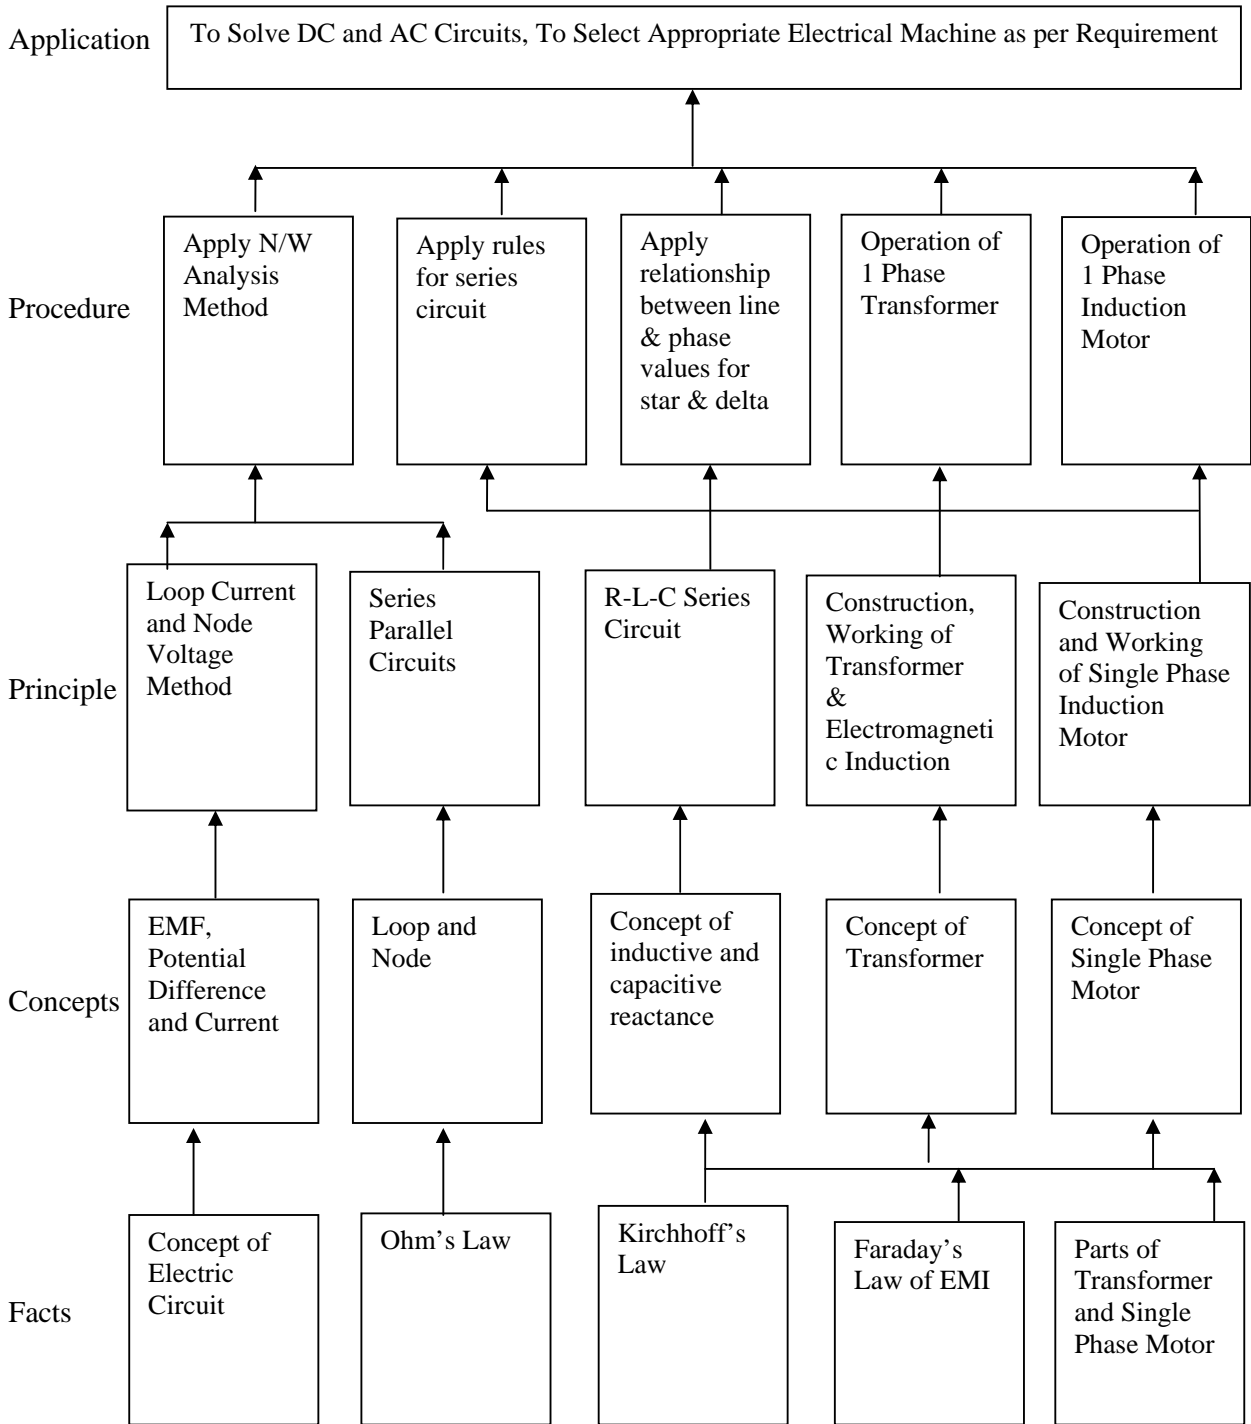 Application
To Solve DC and AC Circuits, To Select Appropriate Electrical Machine as per Requirement
Procedure
Apply N/W
Analysis
Method
Apply rules
for series
circuit
Apply
relationship
between line
& phase
values for
star & delta
Operation of
1 Phase
Transformer
Operation of
1 Phase
Induction
Motor
Principle
Loop Current
and Node
Voltage
Method
Series
Parallel
Circuits
R-L-C Series
Circuit
Construction,
Working of
Transformer
&
Electromagneti
c Induction
Construction
and Working
of Single Phase
Induction
Motor
Concepts
EMF,
Potential
Difference
and Current
Loop and
Node
Concept of
inductive and
capacitive
reactance
Concept of
Transformer
Concept of
Single Phase
Motor
Facts
Concept of
Electric
Circuit
Ohm’s Law
Kirchhoff’s
Law
Faraday’s
Law of EMI
Parts of
Transformer
and Single
Phase Motor